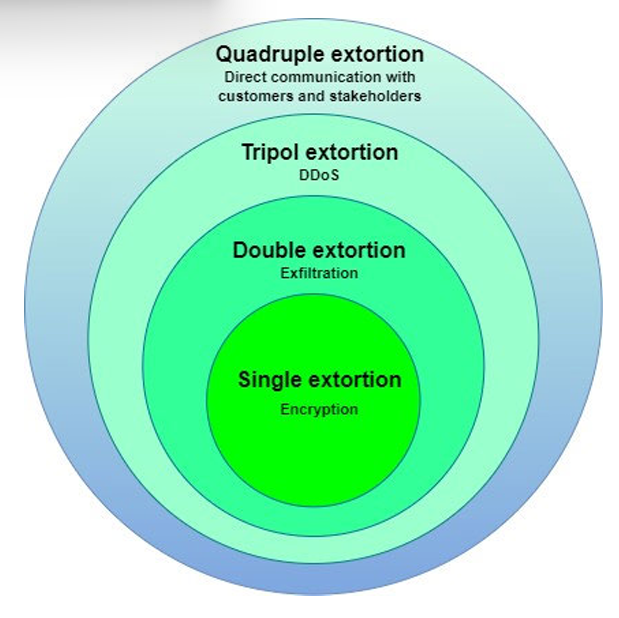 Quadruple extortion
Direct communication with
customers and stakeholders
Tripol extortion
DDoS
Double extortion
Exfiltration
Single extortion
Encryption